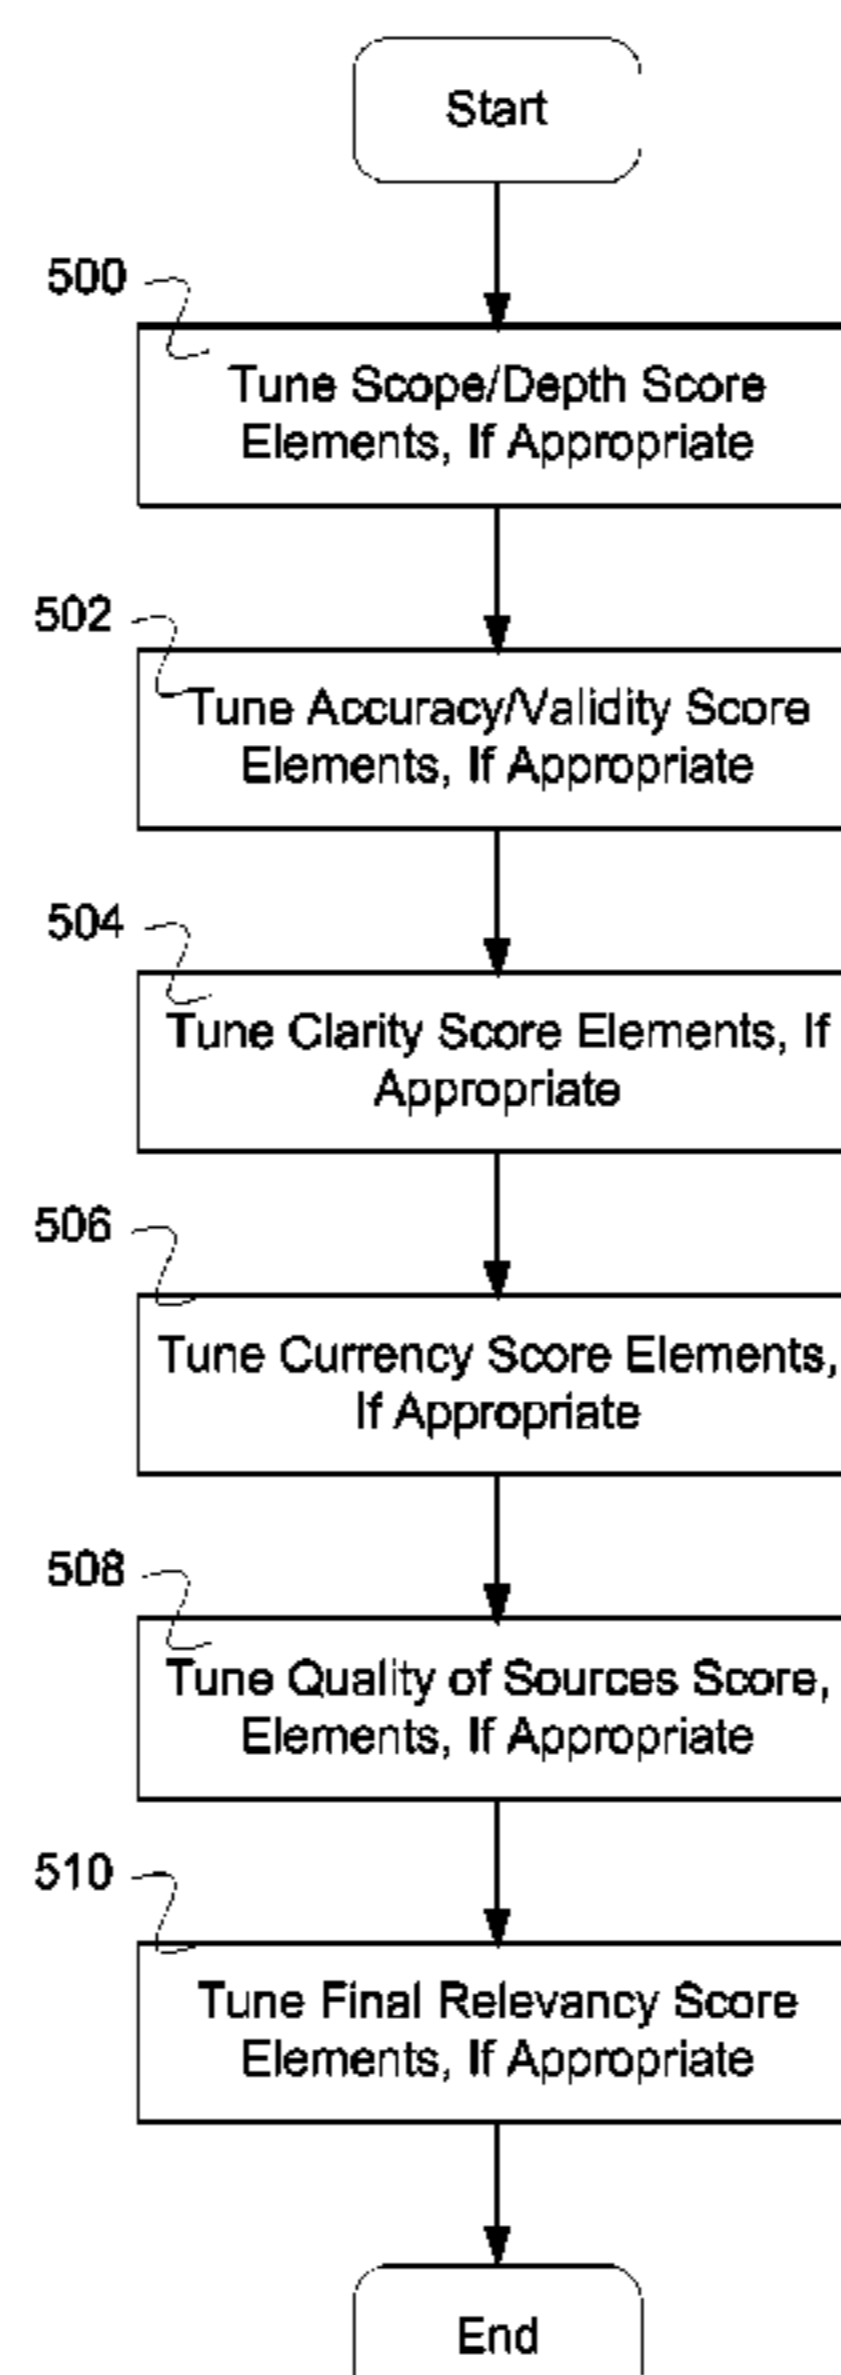 Start
500
Tune Scope/Depth Score
Elements, If Appropriate
502
Tune Accuracy/Validity Score
Elements, If Appropriate
504
Tune Clarity Score Elements, If
Appropriate
506
Tune Currency Score Elements,
If Appropriate
508
Tune Quality of Sources Score,
Elements, If Appropriate
510
Tune Final Relevancy Score
Elements, If Appropriate
End